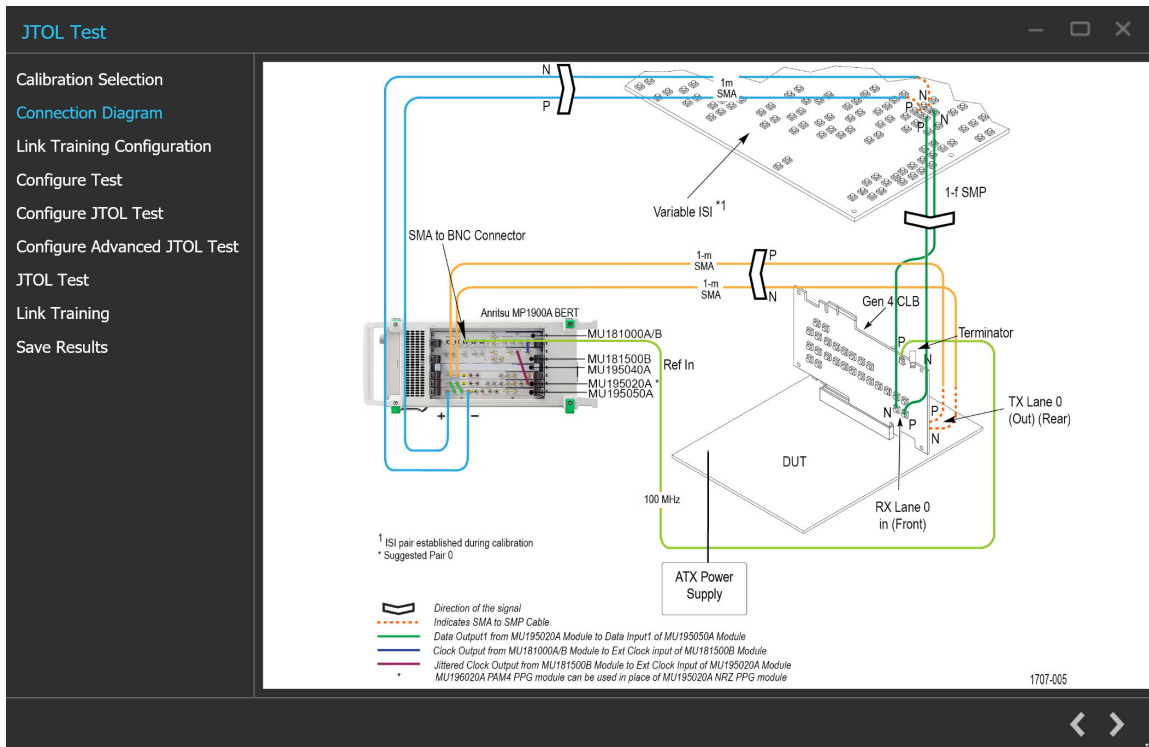 JTOL Test
Calibration Selection
Connection Diagram
Link Training Configuration
Configure Test
Configure JTOL Test
Configure Advanced JTOL Test
JTOL Test
Link Training
Save Results
N
P
1m
SMA
N
P
P
N
Variable ISI *1
1-f SMP
SMA to BNC Connector
1-m
SMA
P
1-m
SMA
N
Anritsu MP1900A BERT
MU181000A/B
MU181500B
MU195040A
MU195020A *
MU195050A
Ref In
+
−
Gen 4 CLB
P
Terminator
N
N
P
P
N
TX Lane 0
(Out) (Rear)
DUT
RX Lane 0
in (Front)
100 MHz
1 ISI pair established during calibration
* Suggested Pair 0
ATX Power
Supply
Direction of the signal
Indicates SMA to SMP Cable
Data Output1 from MU195020A Module to Data Input1 of MU195050A Module
Clock Output from MU181000A/B Module to Ext Clock input of MU181500B Module
Jittered Clock Output from MU181500B Module to Ext Clock Input of MU195020A Module
* MU196020A PAM4 PPG module can be used in place of MU195020A NRZ PPG module
1707-005